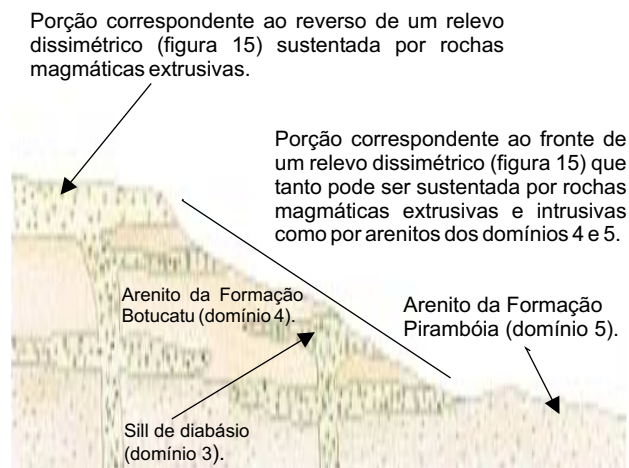 Porção correspondente ao reverso de um relevo
dissimétrico (figura 15) sustentada por rochas
magmáticas extrusivas.
Porção correspondente ao fronte de
um relevo dissimétrico (figura 15) que
tanto pode ser sustentada por rochas
magmáticas extrusivas e intrusivas
como por arenitos dos domínios 4 e 5.
Arenito da Formação
Botucatu (domínio 4).
Arenito da Formação
Pirambóia (domínio 5).
Sill de diabásio
(domínio 3).